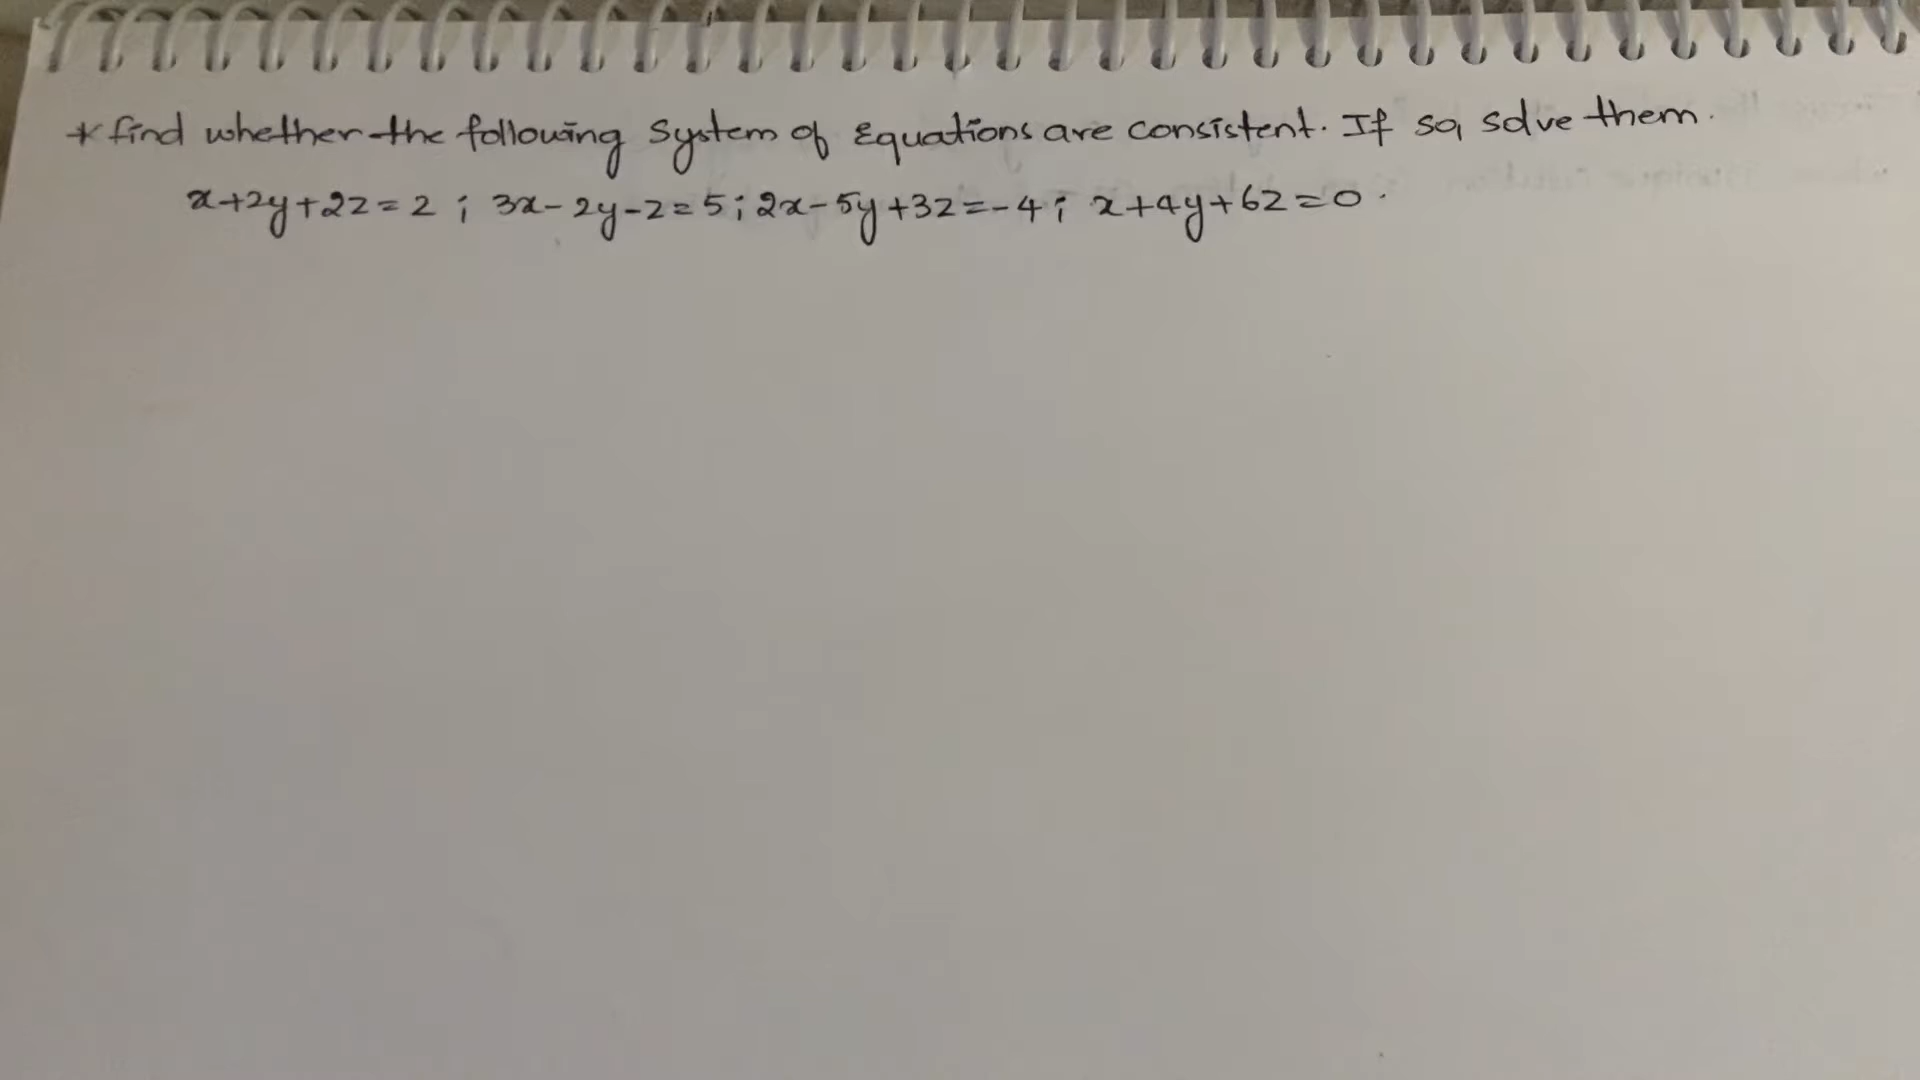 * find whether the following system of Equations are consistent. If so, solve them.
x+2y+2z=2 ; 3x-2y-z=5 ; 2x-5y+3z=-4 ; x+4y+6z=0.